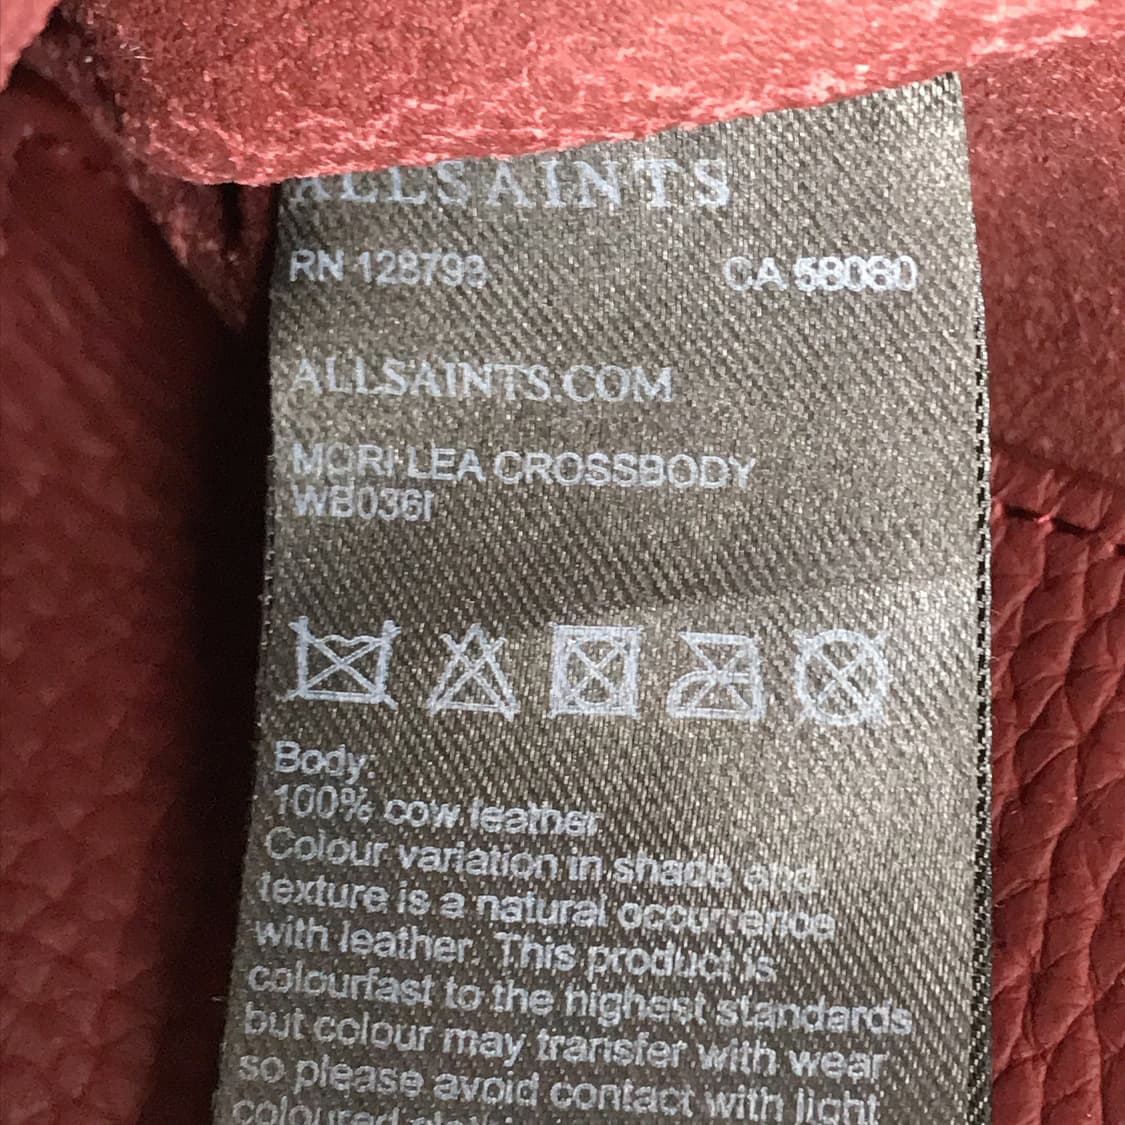 ALLSAINTS
RN 128798 CA 58060
ALLSAINTS.COM
MORI LEA CROSSBODY
WB036I
Body:
100% cow leather
Colour variation in shade and
texture is a natural occurrence
with leather. This product is
colourfast to the highest standards
but colour may transfer with wear
so please avoid contact with light
coloured